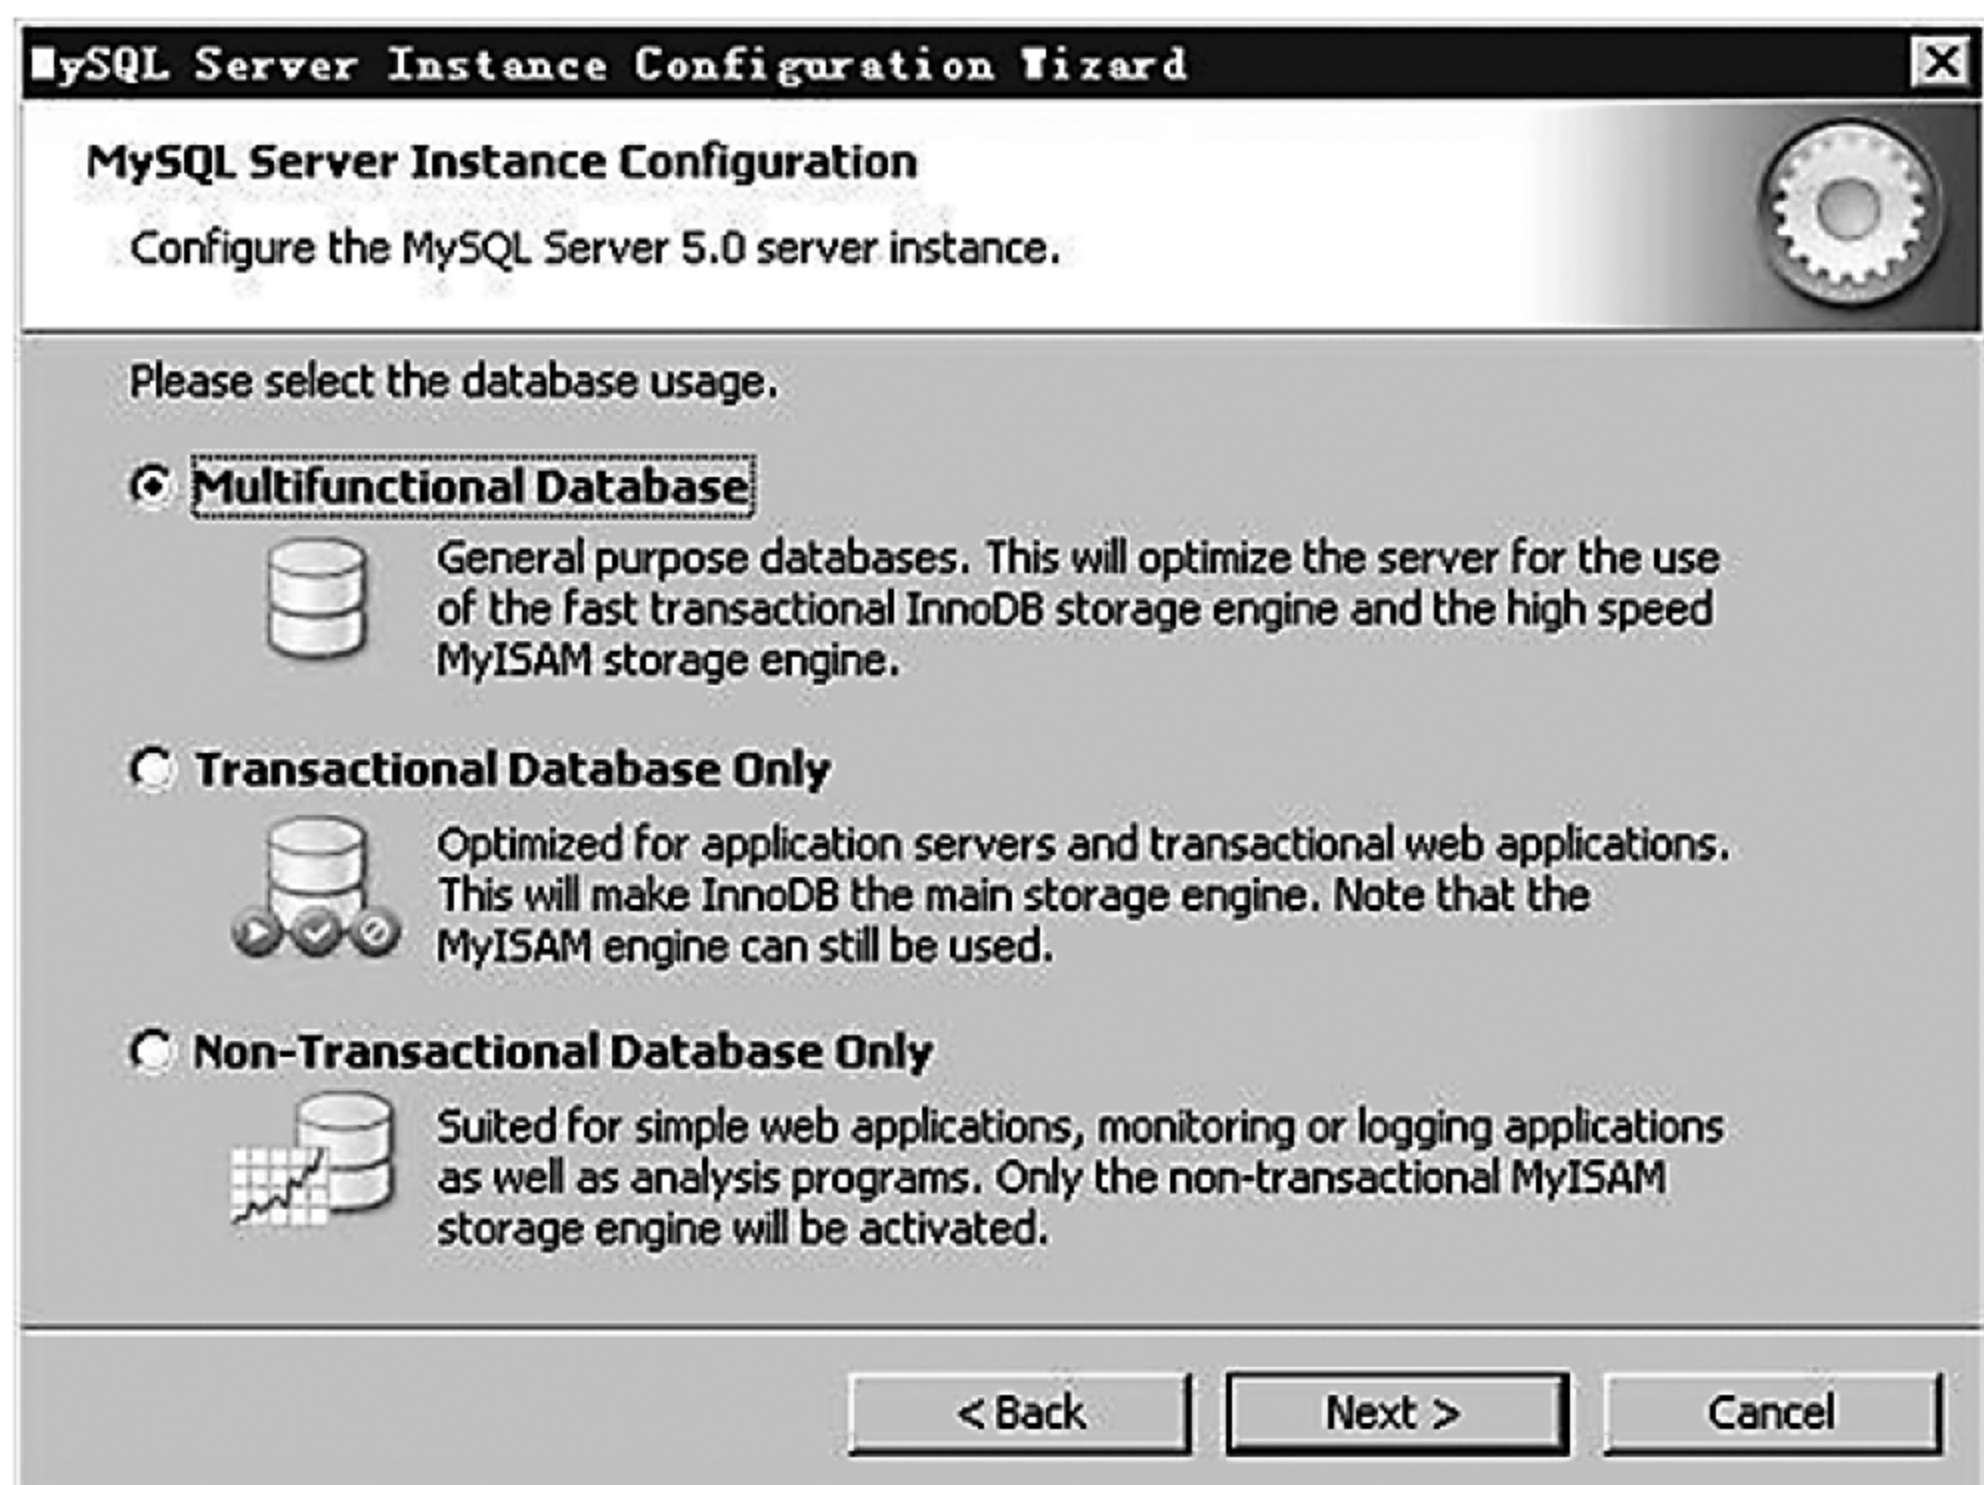 MySQL Server Instance Configuration Wizard
MySQL Server Instance Configuration
Configure the MySQL Server 5.0 server instance.
Please select the database usage.
Multifunctional Database
General purpose databases. This will optimize the server for the use
of the fast transactional InnoDB storage engine and the high speed
MyISAM storage engine.
Transactional Database Only
Optimized for application servers and transactional web applications.
This will make InnoDB the main storage engine. Note that the
MyISAM engine can still be used.
Non-Transactional Database Only
Suited for simple web applications, monitoring or logging applications
as well as analysis programs. Only the non-transactional MyISAM
storage engine will be activated.
< Back
Next >
Cancel